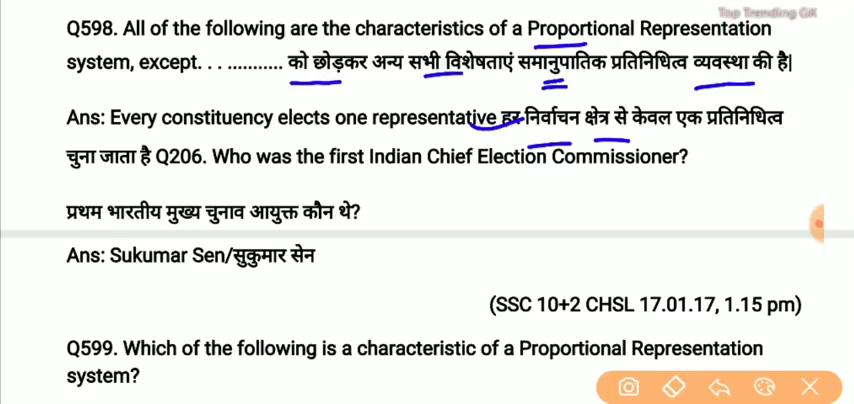 Top Trending GK
Q598. All of the following are the characteristics of a Proportional Representation
system, except. . . ........... को छोड़कर अन्य सभी विशेषताएं समानुपातिक प्रतिनिधित्व व्यवस्था की है|
Ans: Every constituency elects one representative हर निर्वाचन क्षेत्र से केवल एक प्रतिनिधित्व
चुना जाता है Q206. Who was the first Indian Chief Election Commissioner?
प्रथम भारतीय मुख्य चुनाव आयुक्त कौन थे?
Ans: Sukumar Sen/सुकुमार सेन
(SSC 10+2 CHSL 17.01.17, 1.15 pm)
Q599. Which of the following is a characteristic of a Proportional Representation
system?